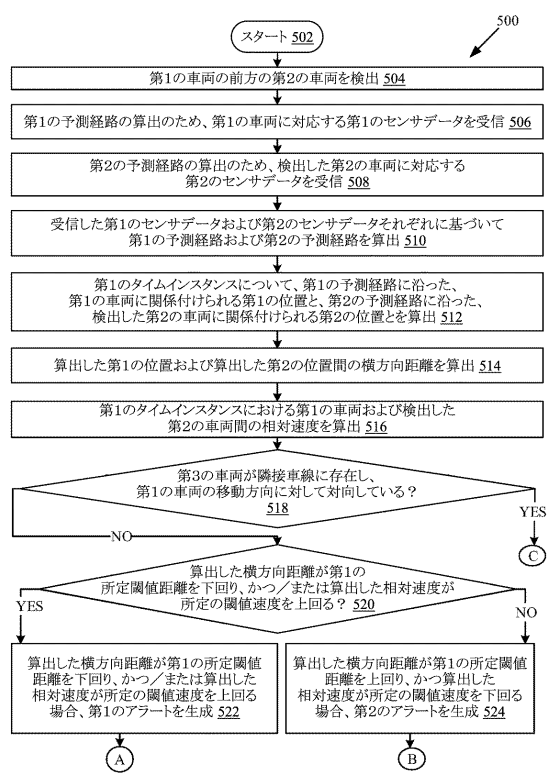 500
スタート 502
第1の車両の前方の第2の車両を検出 504
第1の予測経路の算出のため、第1の車両に対応する第1のセンサデータを受信 506
第2の予測経路の算出のため、検出した第2の車両に対応する
第2のセンサデータを受信 508
受信した第1のセンサデータおよび第2のセンサデータそれぞれに基づいて
第1の予測経路および第2の予測経路を算出 510
第1のタイムインスタンスについて、第1の予測経路に沿った、
第1の車両に関係付けられる第1の位置と、第2の予測経路に沿った、
検出した第2の車両に関係付けられる第2の位置とを算出 512
算出した第1の位置および算出した第2の位置間の横方向距離を算出 514
第1のタイムインスタンスにおける第1の車両および検出した
第2の車両間の相対速度を算出 516
第3の車両が隣接車線に存在し、
第1の車両の移動方向に対して対向している？
518
YES
NO
C
算出した横方向距離が第1の
所定閾値距離を下回り、かつ／または算出した相対速度が
所定の閾値速度を上回る？ 520
YES
NO
算出した横方向距離が第1の所定閾値
距離を下回り、かつ／または算出した
相対速度が所定の閾値速度を上回る
場合、第1のアラートを生成 522
算出した横方向距離が第1の所定閾値
距離を上回り、かつ算出した
相対速度が所定の閾値速度を下回る
場合、第2のアラートを生成 524
A
B